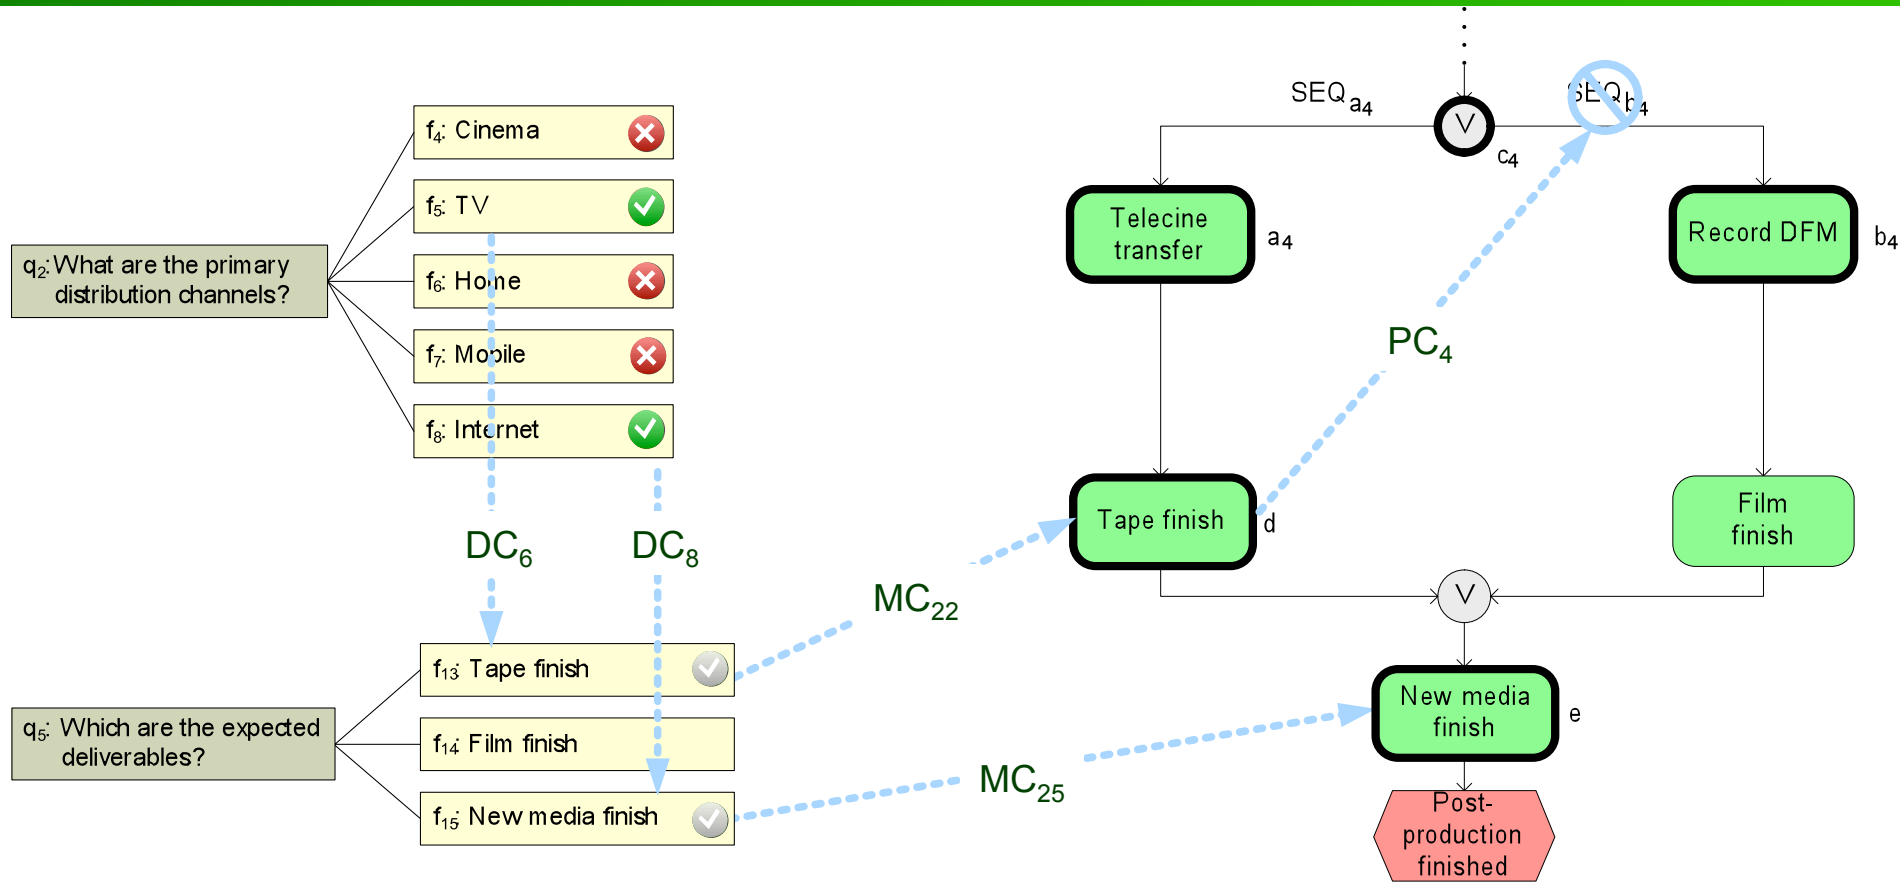 q2: What are the primary
distribution channels?
f4: Cinema
f5: TV
f6: Home
f7: Mobile
f8: Internet
DC6
DC8
q5: Which are the expected
deliverables?
f13: Tape finish
f14: Film finish
f15: New media finish
MC22
MC25
PC4
SEQa4
SEQb4
V
c4
Telecine
transfer
a4
Record DFM
b4
Tape finish
d
Film
finish
V
New media
finish
e
Post-
production
finished